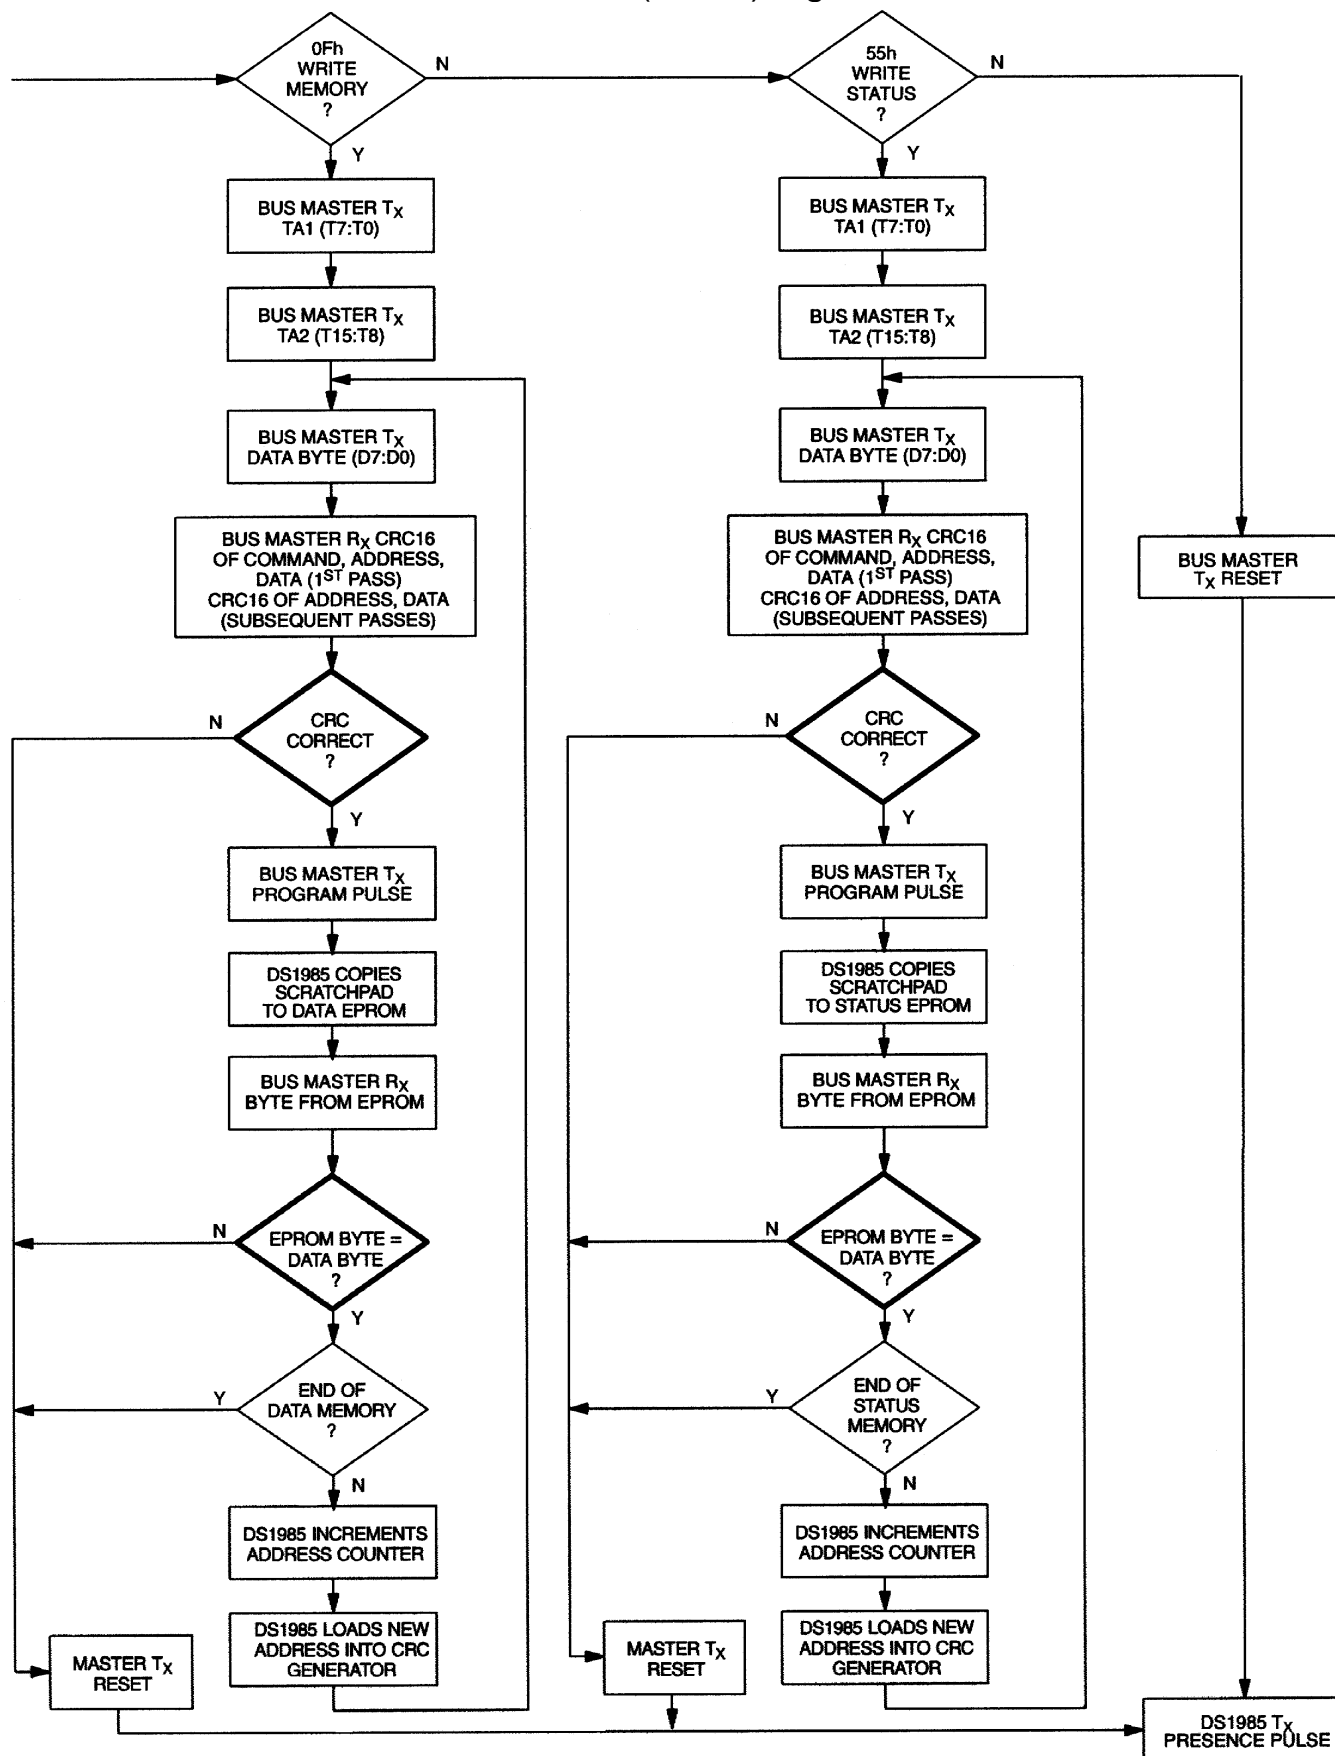 0Fh
WRITE
MEMORY
?
N
Y
BUS MASTER TX
TA1 (T7:T0)
BUS MASTER TX
TA2 (T15:T8)
BUS MASTER TX
DATA BYTE (D7:D0)
BUS MASTER RX CRC16
OF COMMAND, ADDRESS,
DATA (1ST PASS)
CRC16 OF ADDRESS, DATA
(SUBSEQUENT PASSES)
N
CRC
CORRECT
?
Y
BUS MASTER TX
PROGRAM PULSE
DS1985 COPIES
SCRATCHPAD
TO DATA EPROM
BUS MASTER RX
BYTE FROM EPROM
N
EPROM BYTE =
DATA BYTE
?
Y
Y
END OF
DATA MEMORY
?
N
DS1985 INCREMENTS
ADDRESS COUNTER
DS1985 LOADS NEW
ADDRESS INTO CRC
GENERATOR
MASTER TX
RESET
55h
WRITE
STATUS
?
N
Y
BUS MASTER TX
TA1 (T7:T0)
BUS MASTER TX
TA2 (T15:T8)
BUS MASTER TX
DATA BYTE (D7:D0)
BUS MASTER RX CRC16
OF COMMAND, ADDRESS,
DATA (1ST PASS)
CRC16 OF ADDRESS, DATA
(SUBSEQUENT PASSES)
N
CRC
CORRECT
?
Y
BUS MASTER TX
PROGRAM PULSE
DS1985 COPIES
SCRATCHPAD
TO STATUS EPROM
BUS MASTER RX
BYTE FROM EPROM
N
EPROM BYTE =
DATA BYTE
?
Y
Y
END OF
STATUS
MEMORY
?
N
DS1985 INCREMENTS
ADDRESS COUNTER
DS1985 LOADS NEW
ADDRESS INTO CRC
GENERATOR
MASTER TX
RESET
BUS MASTER
TX RESET
DS1985 TX
PRESENCE PULSE